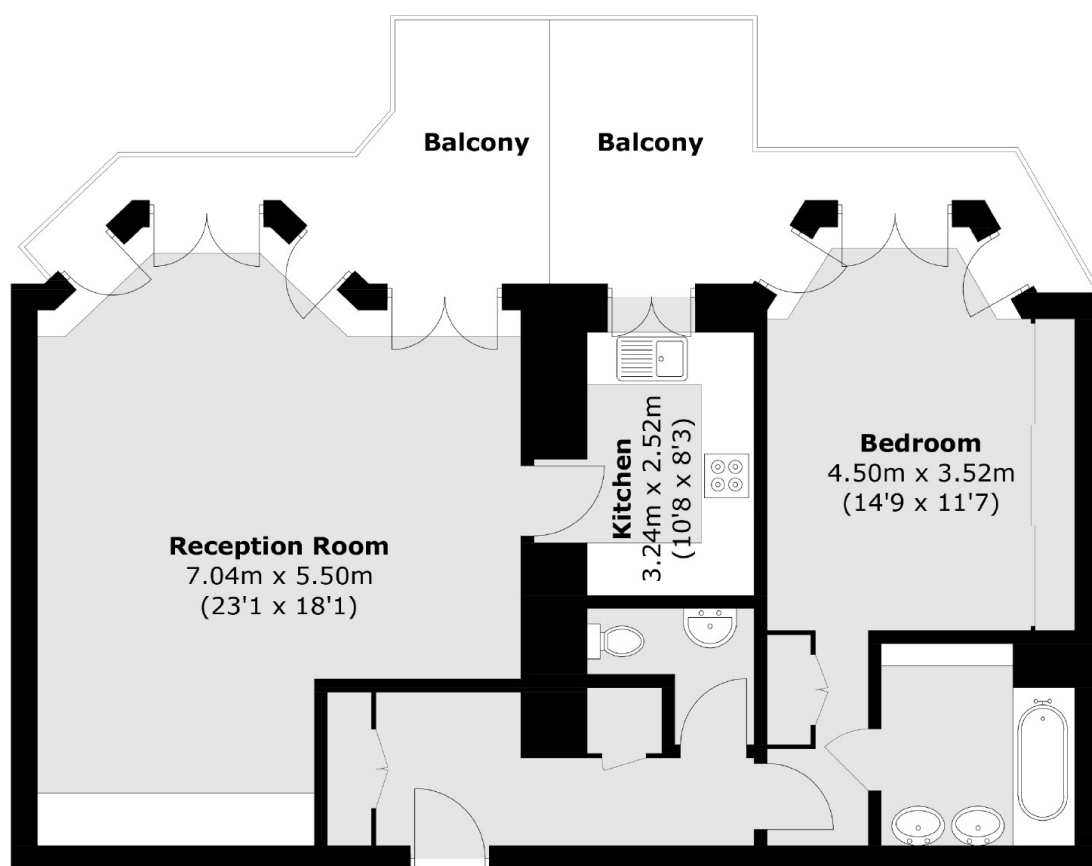 Balcony
Balcony
Kitchen
3.24m x 2.52m
(10'8 x 8'3)
Bedroom
4.50m x 3.52m
(14'9 x 11'7)
Reception Room
7.04m x 5.50m
(23'1 x 18'1)